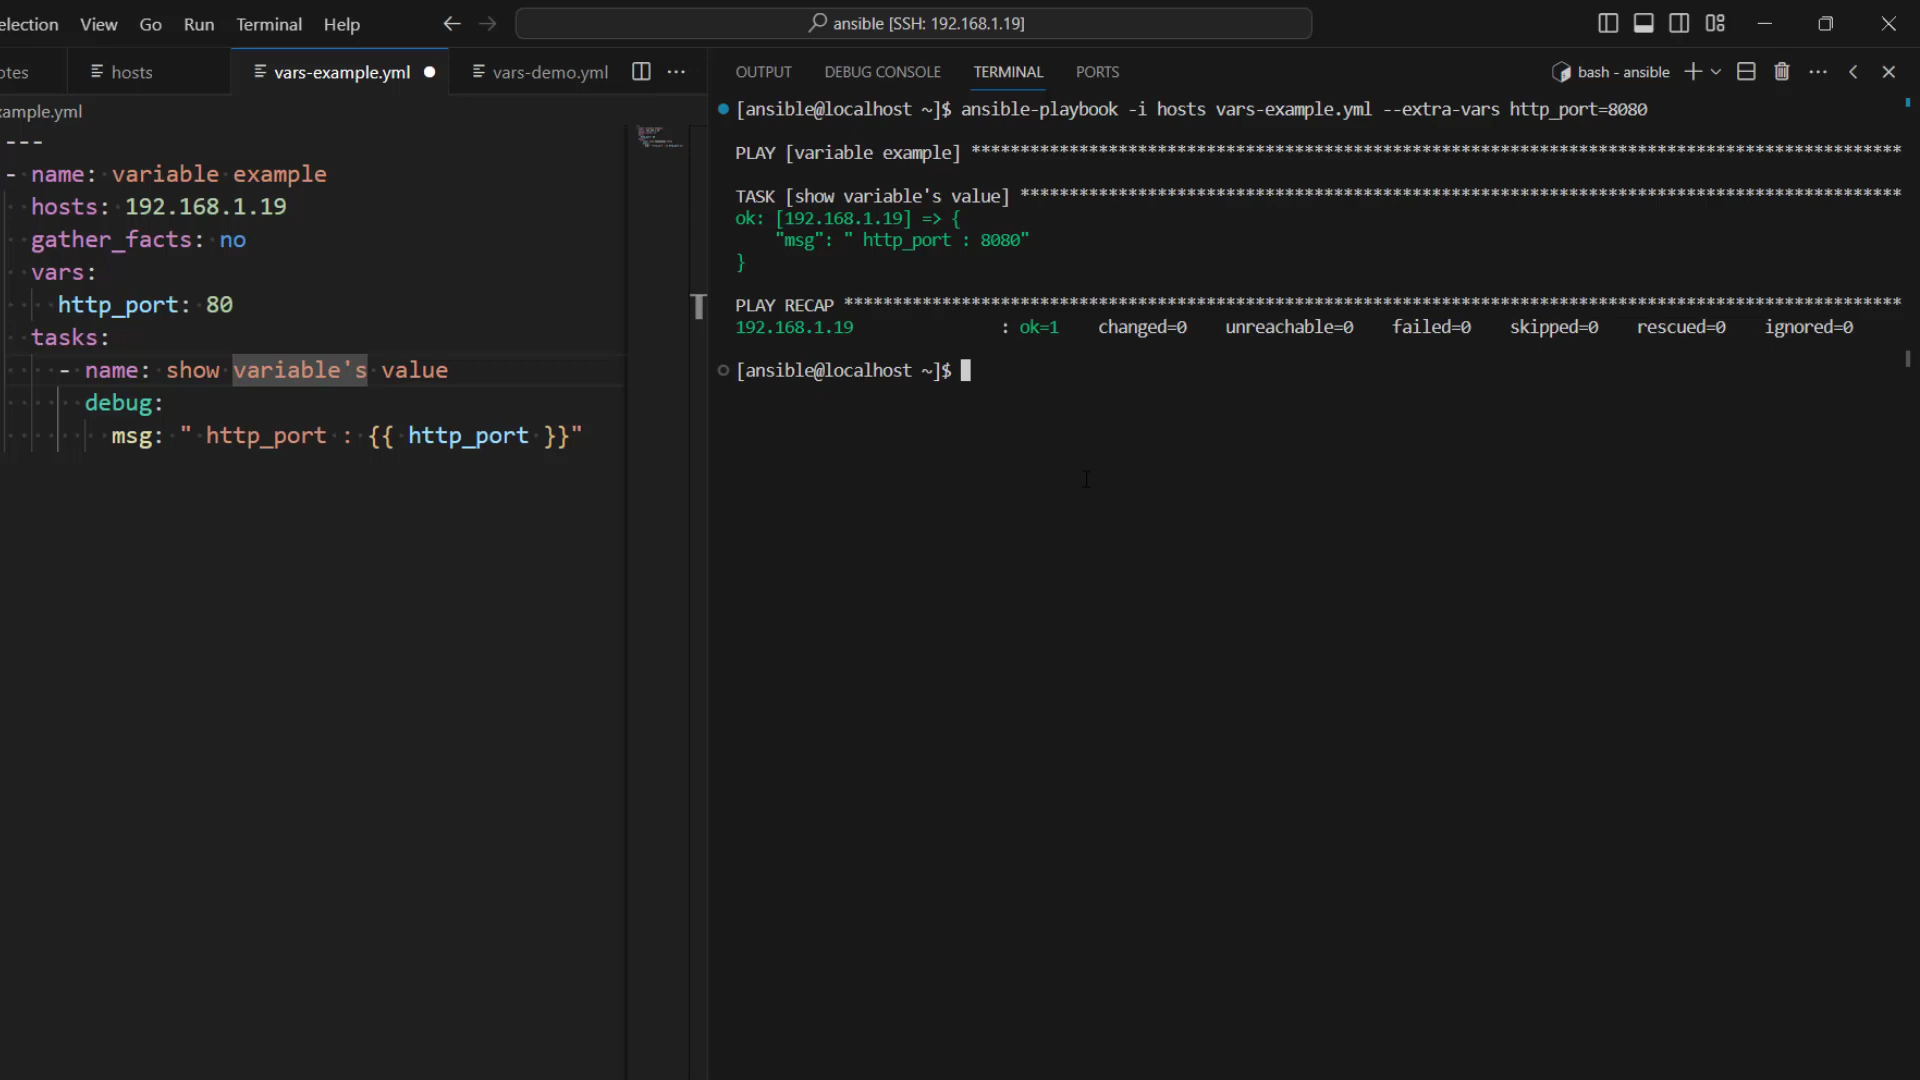 election View Go Run Terminal Help ansible [SSH: 192.168.1.19]
otes hosts vars-example.yml vars-demo.yml
OUTPUT DEBUG CONSOLE TERMINAL PORTS bash - ansible
xample.yml
---
- name: variable example
hosts: 192.168.1.19
gather_facts: no
vars:
http_port: 80
tasks:
- name: show variable's value
debug:
msg: " http_port : {{ http_port }}"
[ansible@localhost ~]$ ansible-playbook -i hosts vars-example.yml --extra-vars http_port=8080
PLAY [variable example] ***********************************************************************************************
TASK [show variable's value] ******************************************************************************************
ok: [192.168.1.19] => {
"msg": " http_port : 8080"
}
PLAY RECAP ************************************************************************************************************
192.168.1.19 : ok=1 changed=0 unreachable=0 failed=0 skipped=0 rescued=0 ignored=0
[ansible@localhost ~]$